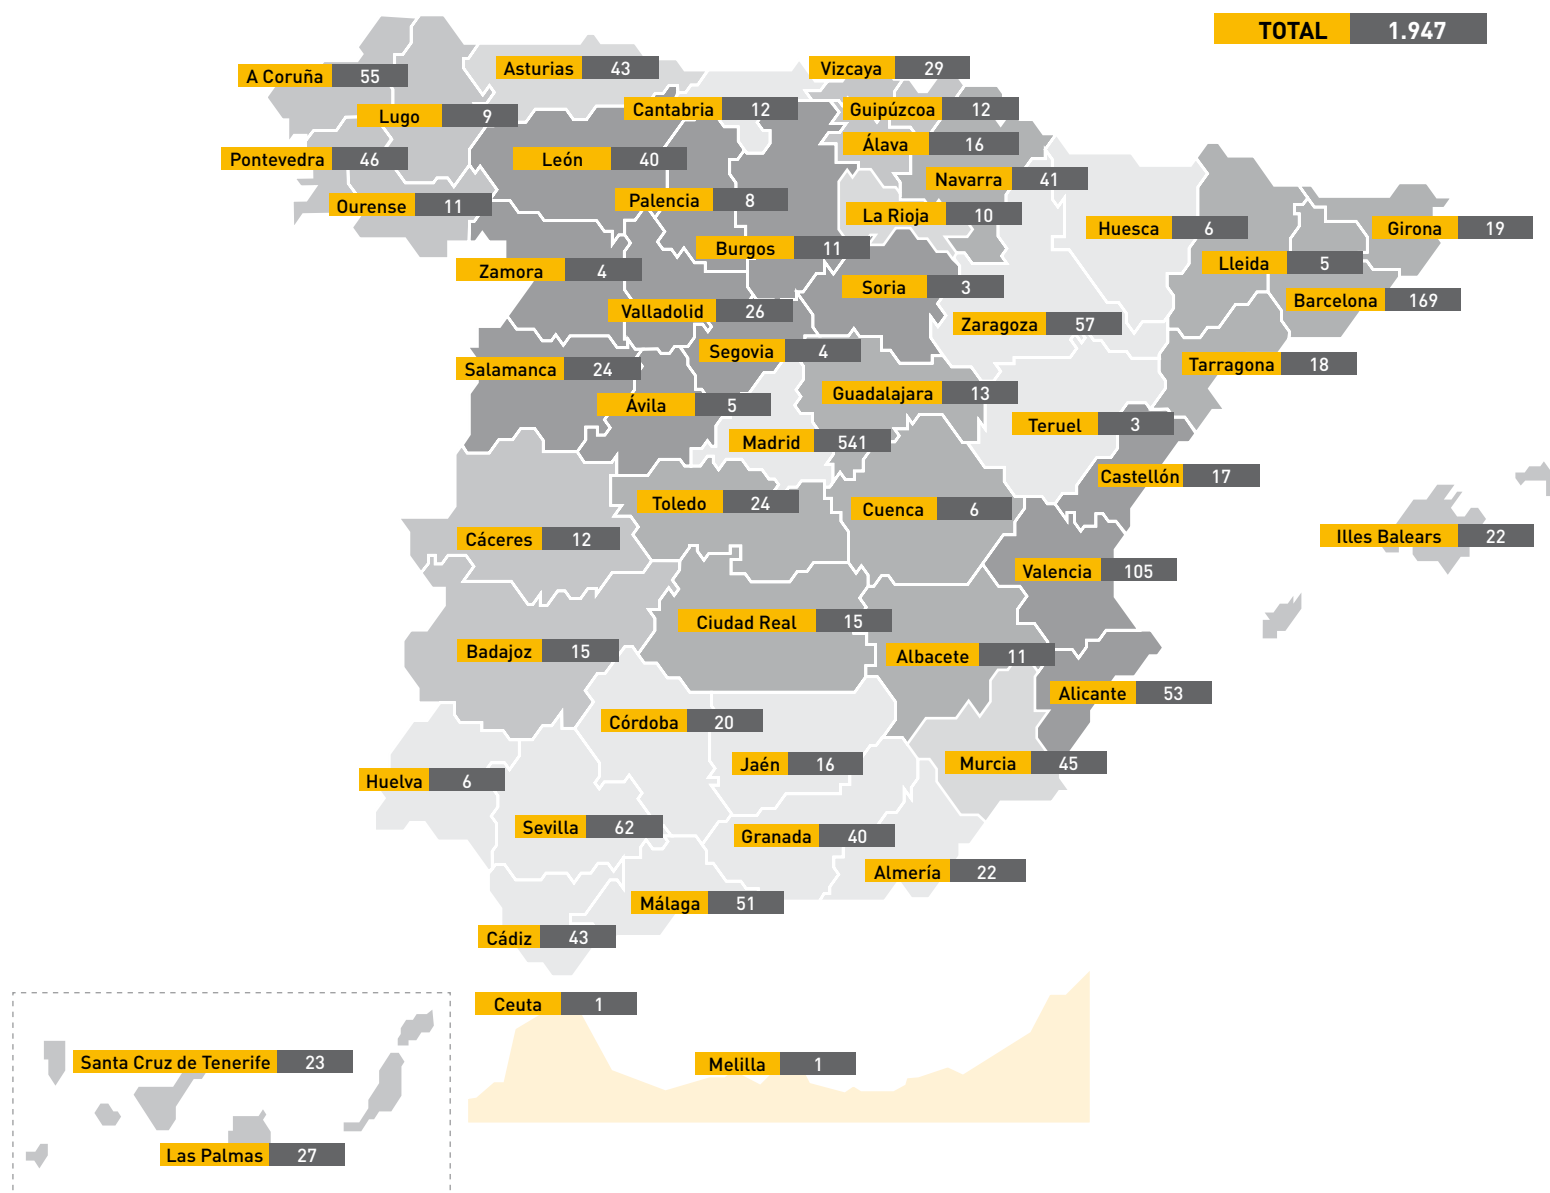 TOTAL 1.947
A Coruña 55
Asturias 43
Vizcaya 29
Lugo 9
Cantabria 12
Guipúzcoa 12
Pontevedra 46
León 40
Álava 16
Navarra 41
Ourense 11
Palencia 8
La Rioja 10
Huesca 6
Girona 19
Burgos 11
Lleida 5
Zamora 4
Soria 3
Barcelona 169
Valladolid 26
Zaragoza 57
Segovia 4
Tarragona 18
Salamanca 24
Guadalajara 13
Ávila 5
Teruel 3
Madrid 541
Castellón 17
Toledo 24
Cuenca 6
Illes Balears 22
Cáceres 12
Valencia 105
Ciudad Real 15
Badajoz 15
Albacete 11
Alicante 53
Córdoba 20
Jaén 16
Murcia 45
Huelva 6
Sevilla 62
Granada 40
Almería 22
Málaga 51
Cádiz 43
Ceuta 1
Santa Cruz de Tenerife 23
Melilla 1
Las Palmas 27